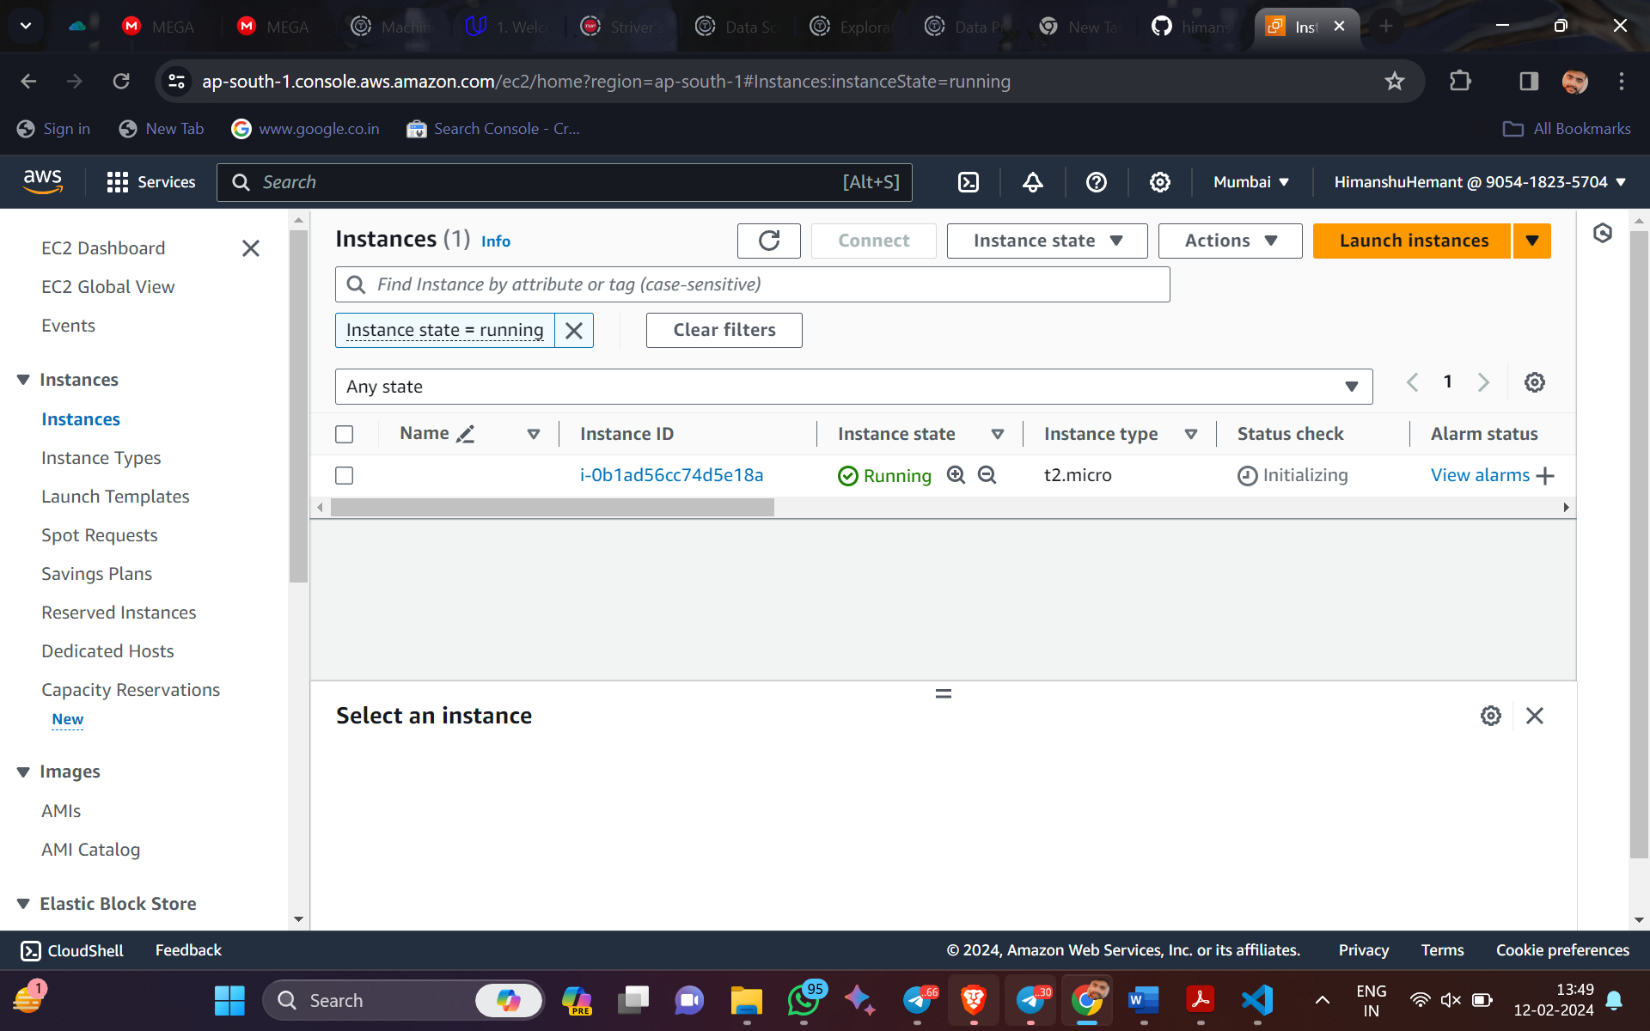 MEGA
MEGA
Machin
1. Welc
Striver's
Data Sc
Explora
Data P
New Ta
himans
Inst
ap-south-1.console.aws.amazon.com/ec2/home?region=ap-south-1#Instances:instanceState=running
Sign in
New Tab
www.google.co.in
Search Console - Cr...
All Bookmarks
aws
Services
Search
[Alt+S]
Mumbai
HimanshuHemant @ 9054-1823-5704
EC2 Dashboard
EC2 Global View
Events
Instances
Instances
Instance Types
Launch Templates
Spot Requests
Savings Plans
Reserved Instances
Dedicated Hosts
Capacity Reservations
New
Images
AMIs
AMI Catalog
Elastic Block Store
Instances (1) Info
Connect
Instance state
Actions
Launch instances
Find Instance by attribute or tag (case-sensitive)
Instance state = running
Clear filters
Any state
1
Name
Instance ID
Instance state
Instance type
Status check
Alarm status
i-0b1ad56cc74d5e18a
Running
t2.micro
Initializing
View alarms
Select an instance
CloudShell
Feedback
© 2024, Amazon Web Services, Inc. or its affiliates.
Privacy
Terms
Cookie preferences
1
Search
PRE
95
66
30
ENG
IN
13:49
12-02-2024